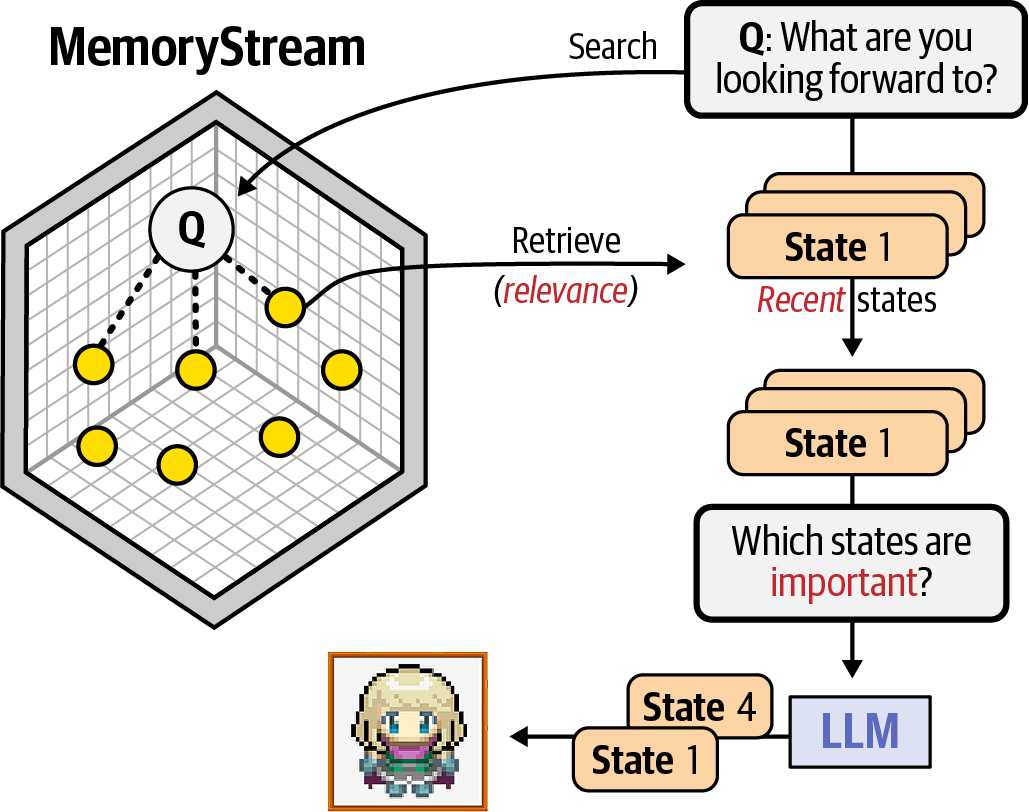 MemoryStream
Search
Q: What are you
looking forward to?
Q
Retrieve
(relevance)
State 1
Recent states
State 1
Which states are
important?
LLM
State 4
State 1